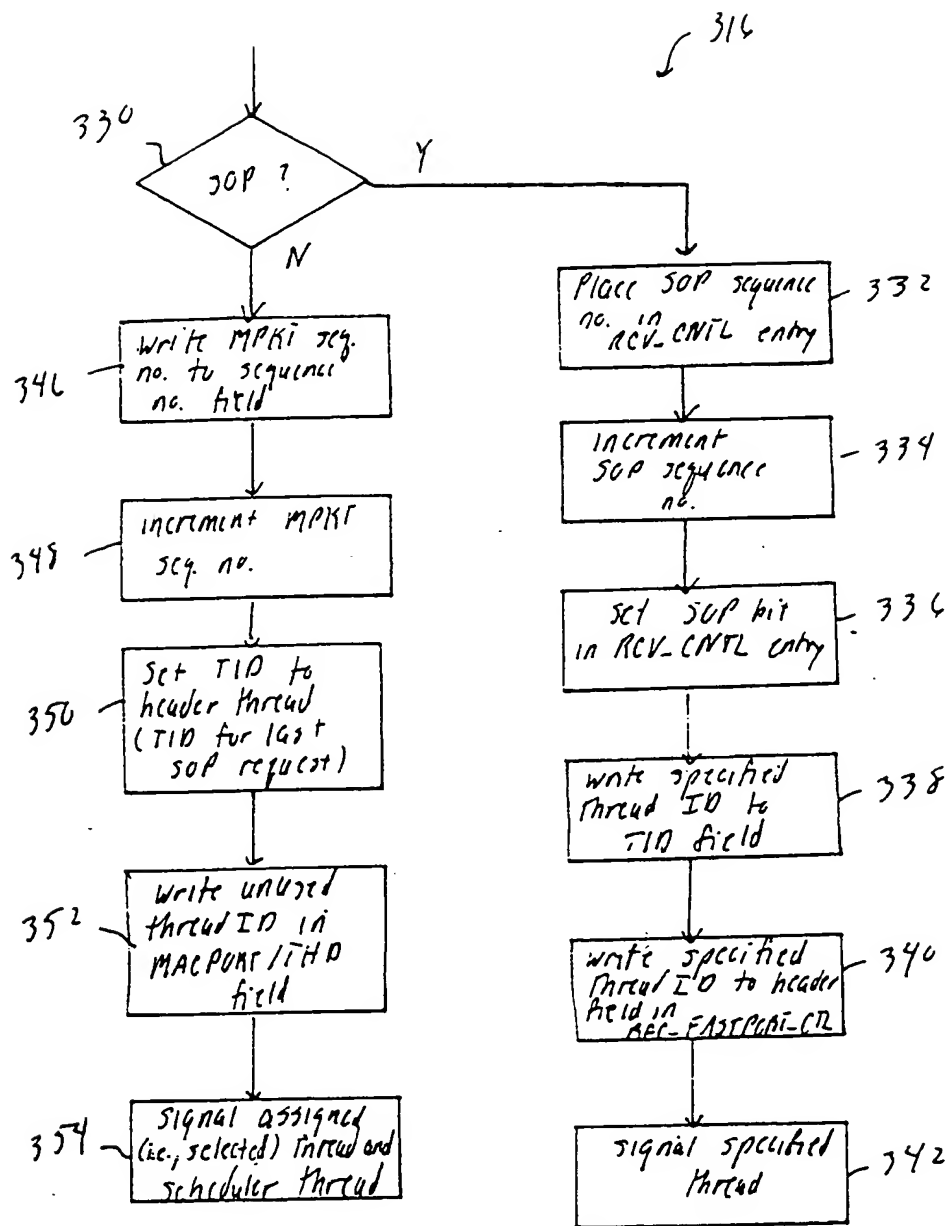 316
330
SOP ?
Y
N
Place SOP sequence
no. in
RCV_CNTL entry
332
Write MPKT seq.
no. to sequence
no. field
346
increment
SOP sequence
no.
334
increment MPKT
seq. no.
348
Set SOP bit
in RCV_CNTL entry
336
Set TID to
header thread
(TID for last
SOP request)
350
write specified
Thread ID to
TID field
338
Write unused
thread ID in
MACPORT/THD
field
352
write specified
Thread ID to header
field in
REC_FASTPORT_CTL
340
signal assigned
(i.e., selected) Thread and
scheduler thread
354
signal specified
thread
342